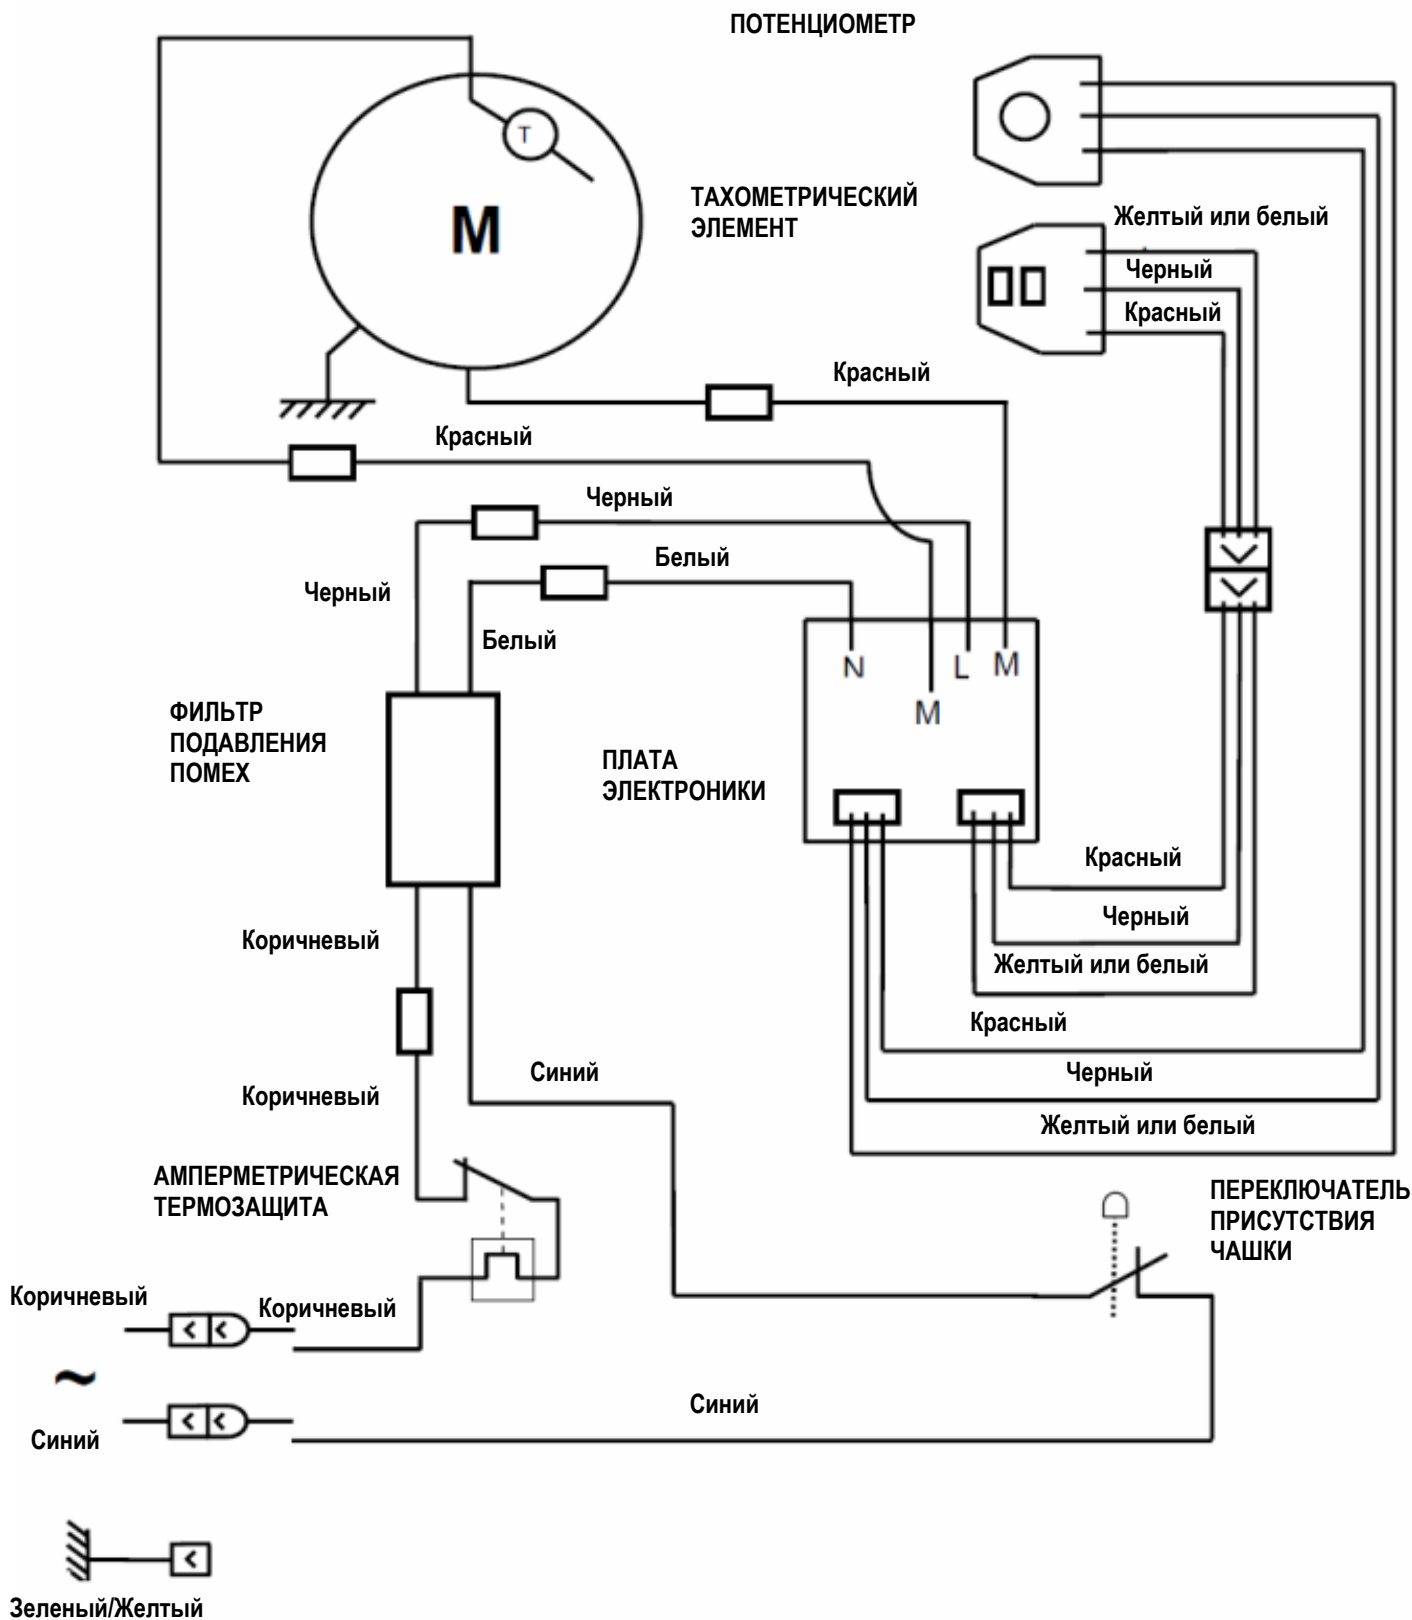 ПОТЕНЦИОМЕТР
T
M
ТАХОМЕТРИЧЕСКИЙ
ЭЛЕМЕНТ
Желтый или белый
Черный
Красный
Красный
Красный
Черный
Белый
Черный
Белый
N
L
M
M
ФИЛЬТР
ПОДАВЛЕНИЯ
ПОМЕХ
ПЛАТА
ЭЛЕКТРОНИКИ
Красный
Черный
Желтый или белый
Красный
Черный
Желтый или белый
Коричневый
Коричневый
Синий
АМПЕРМЕТРИЧЕСКАЯ
ТЕРМОЗАЩИТА
ПЕРЕКЛЮЧАТЕЛЬ
ПРИСУТСТВИЯ
ЧАШКИ
Коричневый
Коричневый
~
Синий
Синий
Зеленый/Желтый